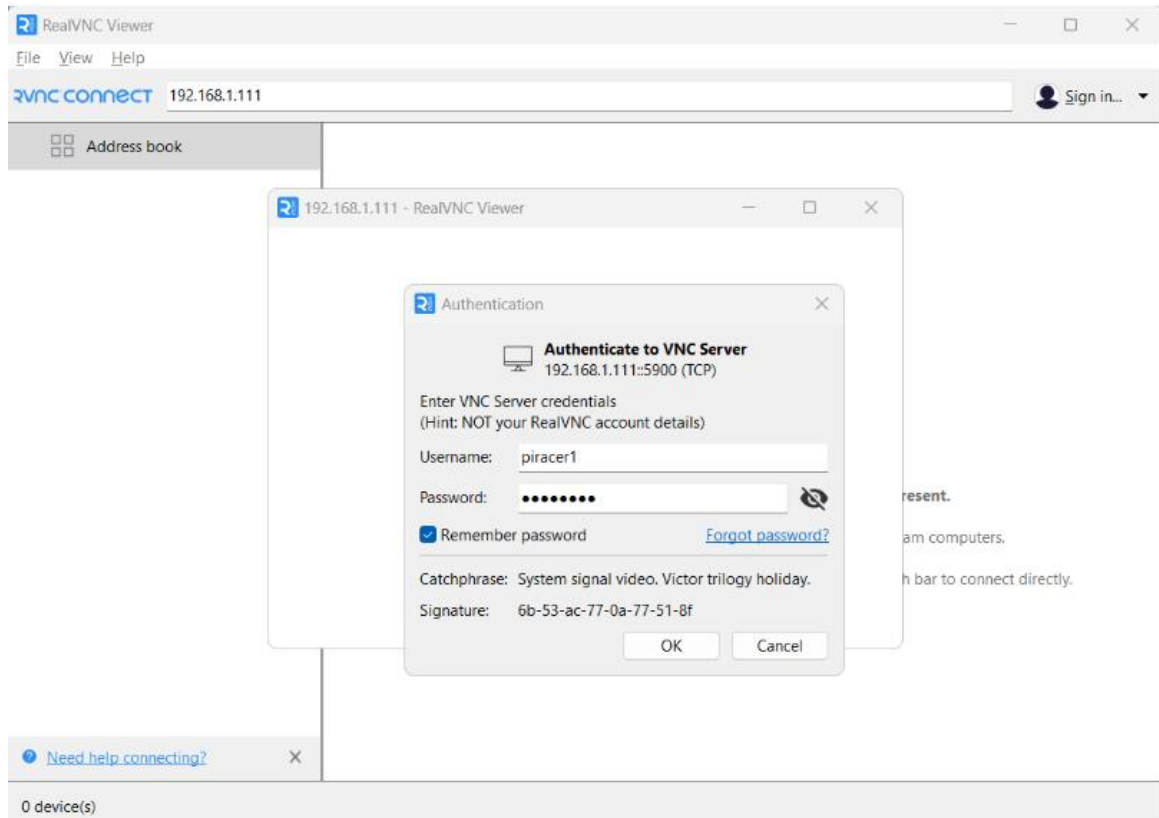 RealVNC Viewer
File View Help
RVNC CONNECT 192.168.1.111 Sign in...
Address book
192.168.1.111 - RealVNC Viewer
Authentication
Authenticate to VNC Server
192.168.1.111::5900 (TCP)
Enter VNC Server credentials
(Hint: NOT your RealVNC account details)
Username: piracer1
Password: ••••••••
resent.
Remember password Forgot password?
am computers.
Catchphrase: System signal video. Victor trilogy holiday.
h bar to connect directly.
Signature: 6b-53-ac-77-0a-77-51-8f
OK Cancel
Need help connecting?
0 device(s)